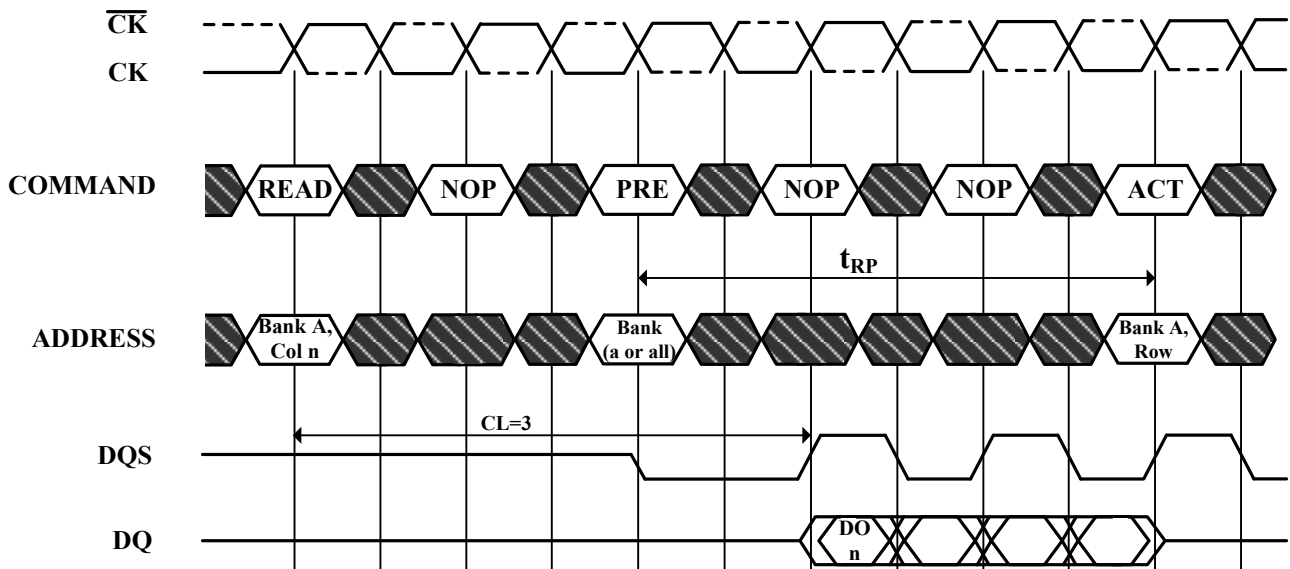 CK
CK
COMMAND READ NOP PRE NOP NOP ACT
tRP
ADDRESS Bank A, Col n Bank (a or all) Bank A, Row
CL=3
DQS
DQ DO n